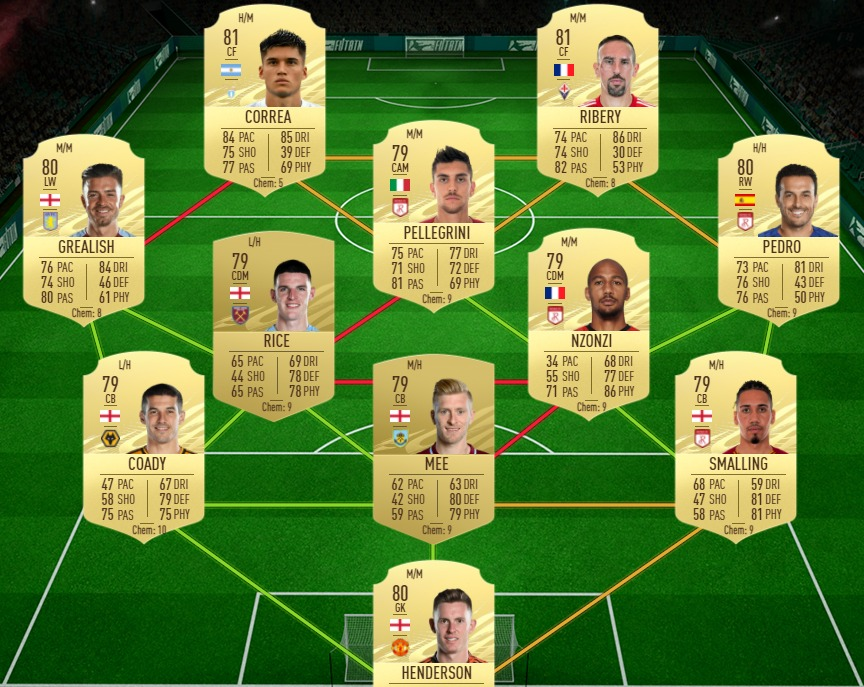 H/M
81
CF
CORREA
84 PAC 85 DRI
75 SHO 39 DEF
77 PAS 69 PHY
Chem: 5
M/M
81
CF
RIBERY
74 PAC 86 DRI
74 SHO 30 DEF
82 PAS 53 PHY
Chem: 8
M/M
80
LW
GREALISH
76 PAC 84 DRI
74 SHO 46 DEF
80 PAS 61 PHY
Chem: 8
M/M
79
CAM
PELLEGRINI
75 PAC 77 DRI
71 SHO 72 DEF
81 PAS 69 PHY
Chem: 9
H/H
80
RW
PEDRO
73 PAC 81 DRI
76 SHO 43 DEF
76 PAS 50 PHY
Chem: 9
L/H
79
CDM
RICE
65 PAC 69 DRI
44 SHO 78 DEF
65 PAS 78 PHY
Chem: 9
M/M
79
CDM
NZONZI
34 PAC 68 DRI
55 SHO 77 DEF
71 PAS 86 PHY
Chem: 9
L/H
79
CB
COADY
47 PAC 67 DRI
58 SHO 79 DEF
75 PAS 75 PHY
Chem: 10
M/H
79
CB
MEE
62 PAC 63 DRI
42 SHO 80 DEF
59 PAS 79 PHY
Chem: 9
M/H
79
CB
SMALLING
68 PAC 59 DRI
47 SHO 81 DEF
58 PAS 81 PHY
Chem: 9
M/M
80
GK
HENDERSON